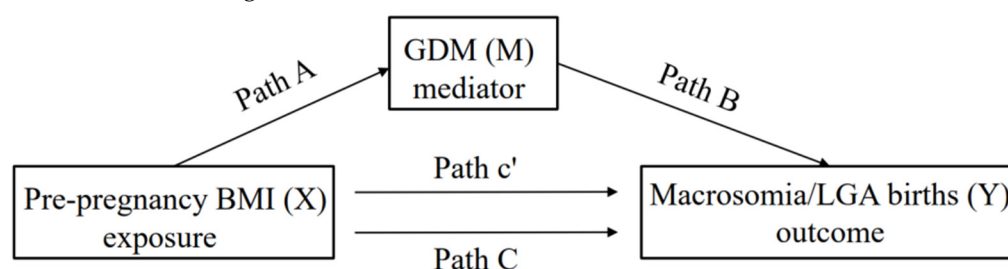 GDM (M)
mediator
Path A
Path B
Pre-pregnancy BMI (X)
exposure
Path c'
Path C
Macrosomia/LGA births (Y)
outcome